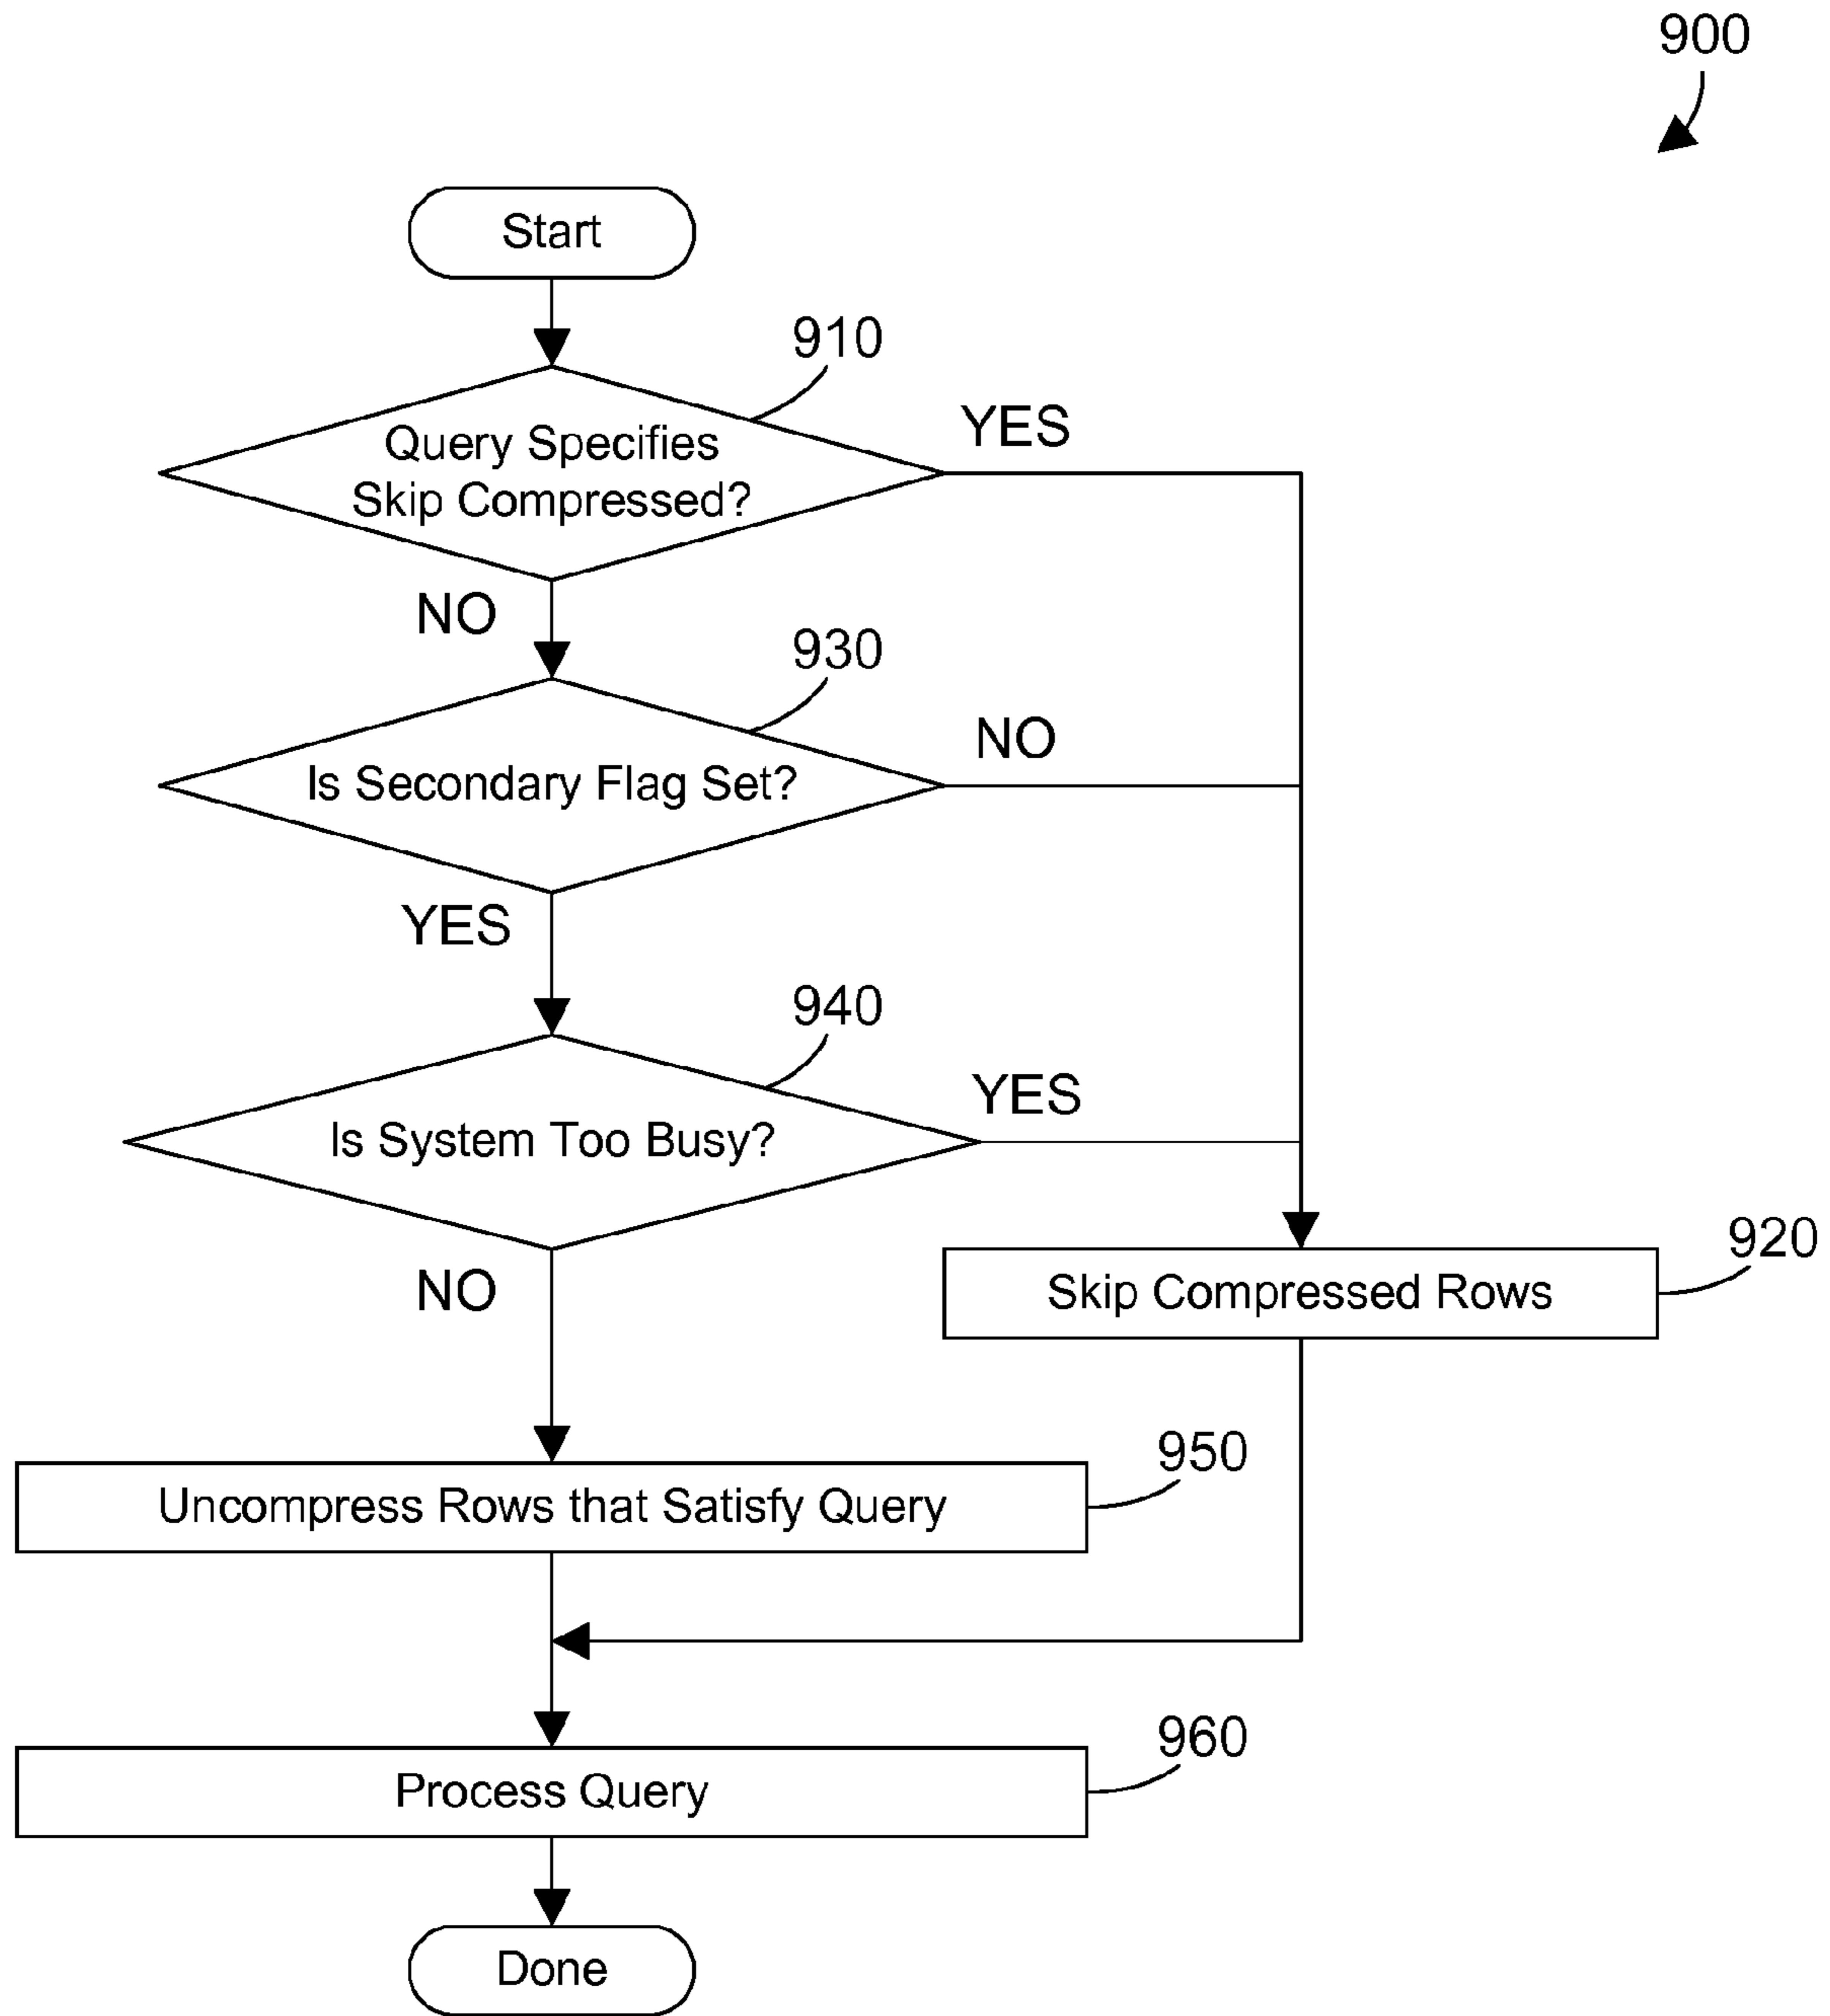 900
Start
910
Query Specifies
Skip Compressed?
YES
NO
930
Is Secondary Flag Set?
NO
YES
940
Is System Too Busy?
YES
NO
920
Skip Compressed Rows
950
Uncompress Rows that Satisfy Query
960
Process Query
Done